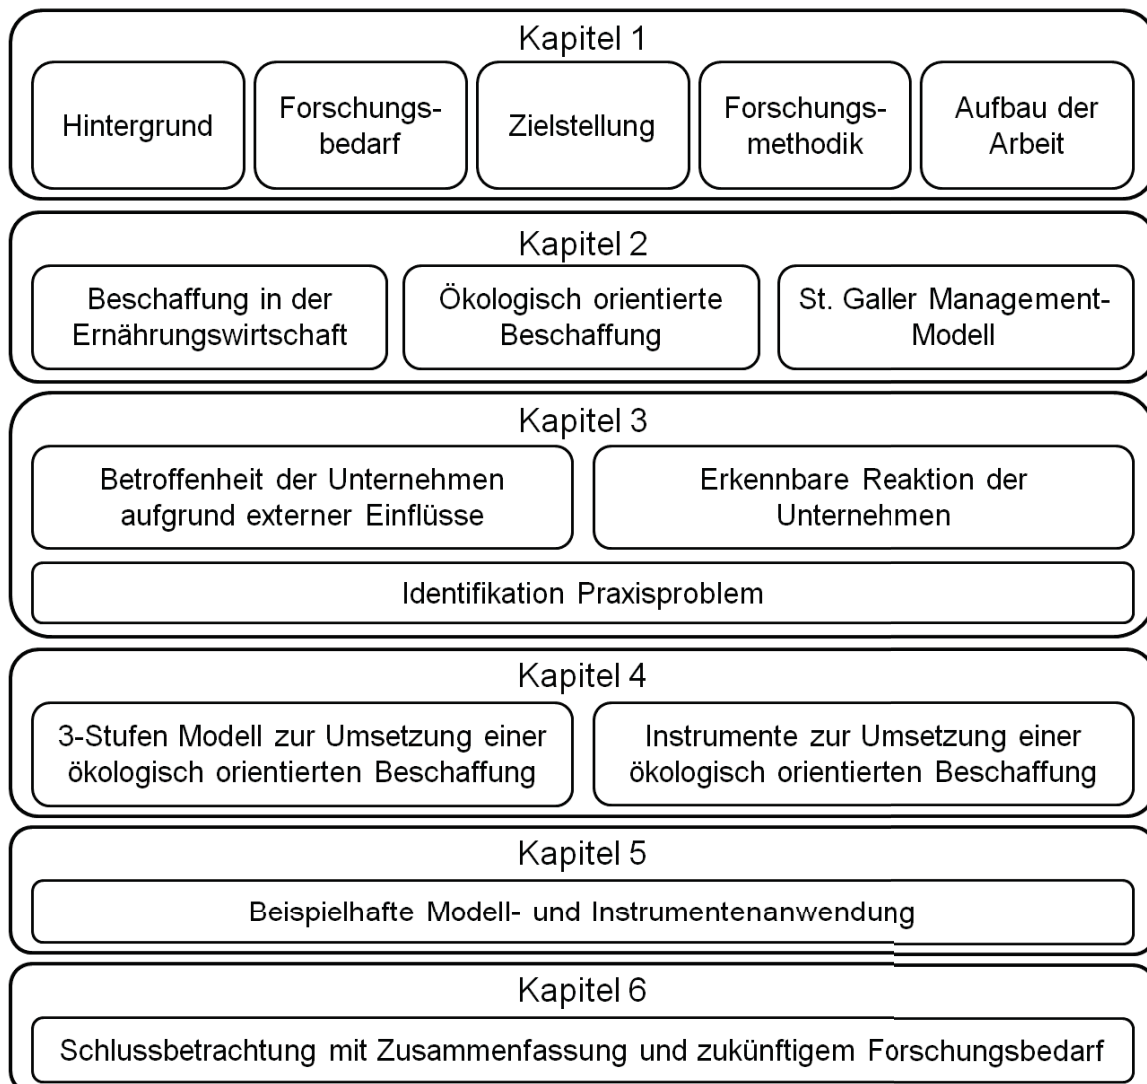 Kapitel 1
Hintergrund
Forschungs-
bedarf
Zielstellung
Forschungs-
methodik
Aufbau der
Arbeit
Kapitel 2
Beschaffung in der
Ernährungswirtschaft
Ökologisch orientierte
Beschaffung
St. Galler Management-
Modell
Kapitel 3
Betroffenheit der Unternehmen
aufgrund externer Einflüsse
Erkennbare Reaktion der
Unternehmen
Identifikation Praxisproblem
Kapitel 4
3-Stufen Modell zur Umsetzung einer
ökologisch orientierten Beschaffung
Instrumente zur Umsetzung einer
ökologisch orientierten Beschaffung
Kapitel 5
Beispielhafte Modell- und Instrumentenanwendung
Kapitel 6
Schlussbetrachtung mit Zusammenfassung und zukünftigem Forschungsbedarf